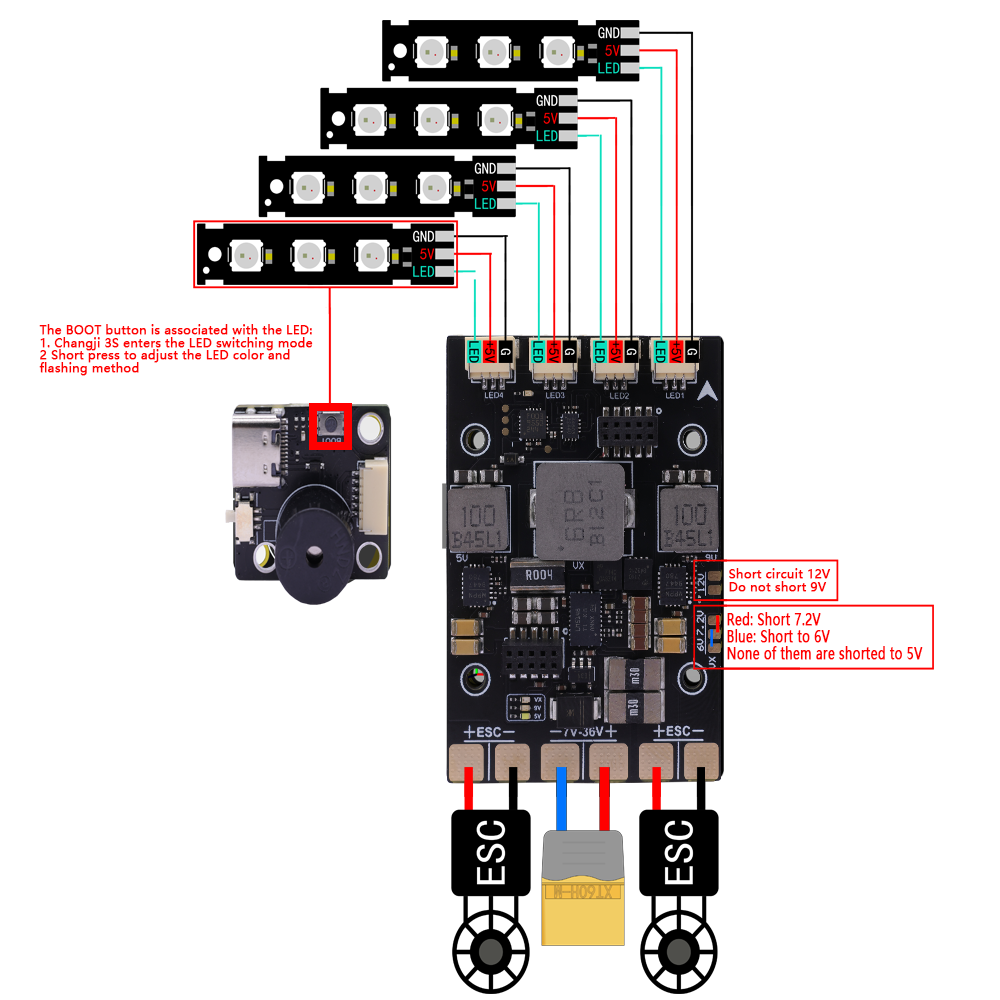 GND
5V
LED
GND
5V
LED
GND
5V
LED
GND
5V
LED
The BOOT button is associated with the LED:
1. Changji 3S enters the LED switching mode
2 Short press to adjust the LED color and
flashing method
BOOT
LED +5V G
LED +5V G
LED +5V G
LED +5V G
LED4 LED3 LED2 LED1
100
B45L1
6R8
B12C1
100
B45L1
5V
VX
9V
R004
12V
Short circuit 12V
Do not short 9V
6V 7.2V
Red: Short 7.2V
Blue: Short to 6V
None of them are shorted to 5V
VX
m30
m30
VX
9V
5V
+ESC−
−7V-36V+
+ESC−
ESC
ESC
XT60H-M